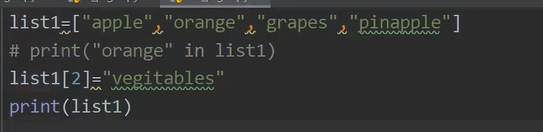 list1=["apple","orange","grapes","pinapple"]
# print("orange" in list1)
list1[2]="vegitables"
print(list1)